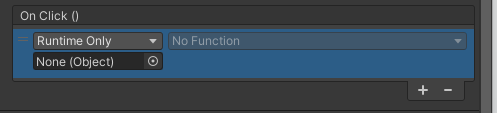 On Click ()
Runtime Only No Function
None (Object)